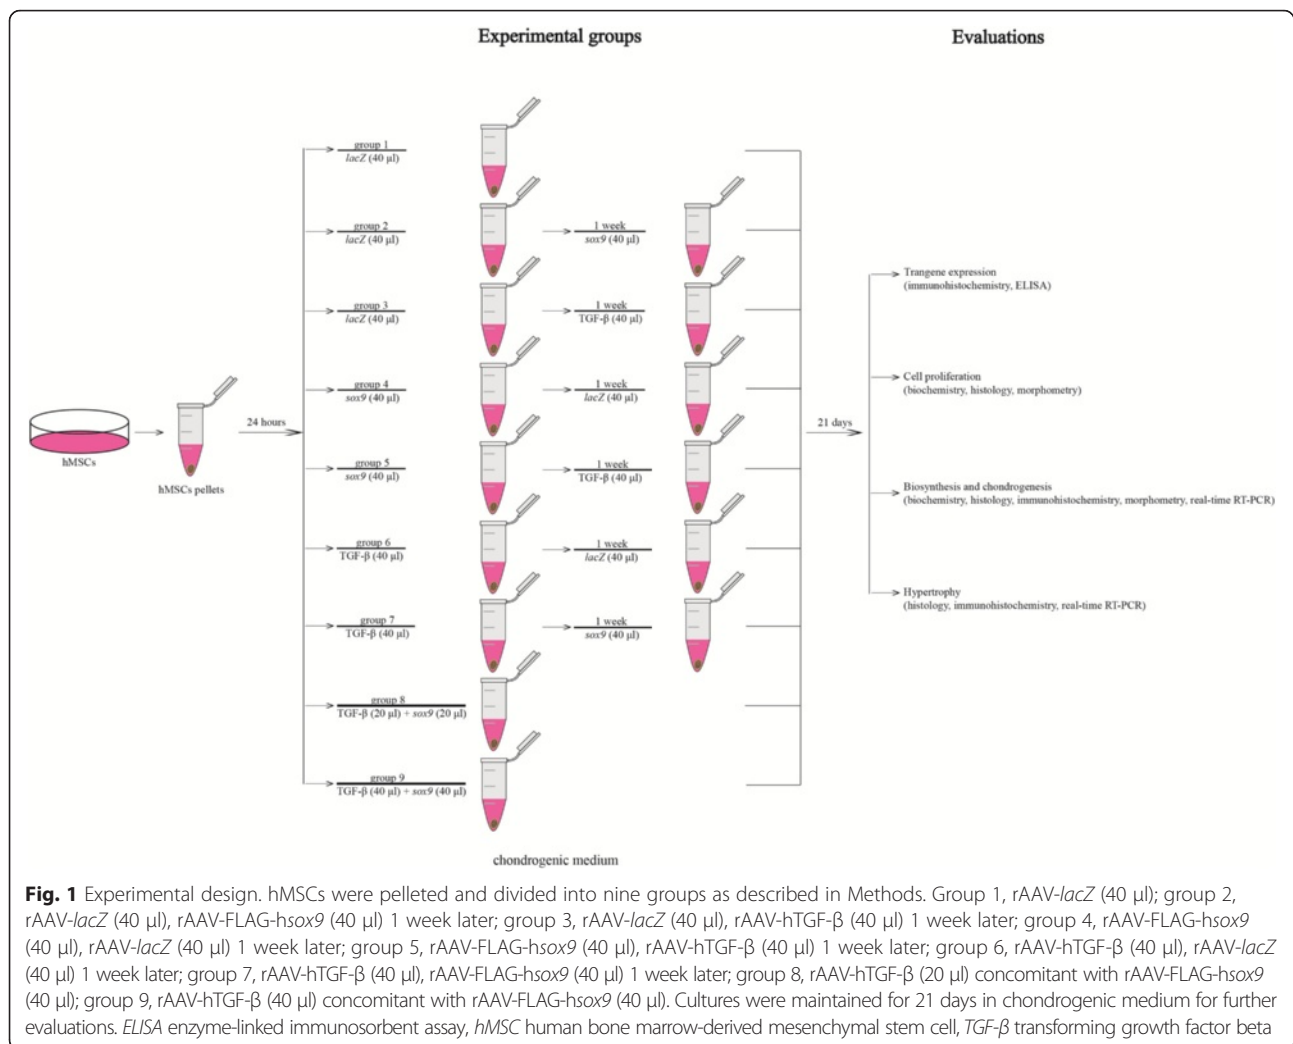 Experimental groups
Evaluations
group 1
lacZ (40 µl)
group 2
lacZ (40 µl)
1 week
sox9 (40 µl)
group 3
lacZ (40 µl)
1 week
TGF-β (40 µl)
group 4
sox9 (40 µl)
1 week
lacZ (40 µl)
group 5
sox9 (40 µl)
1 week
TGF-β (40 µl)
group 6
TGF-β (40 µl)
1 week
lacZ (40 µl)
group 7
TGF-β (40 µl)
1 week
sox9 (40 µl)
group 8
TGF-β (20 µl) + sox9 (20 µl)
group 9
TGF-β (40 µl) + sox9 (40 µl)
hMSCs
hMSCs pellets
24 hours
21 days
Trangene expression
(immunohistochemistry, ELISA)
Cell proliferation
(biochemistry, histology, morphometry)
Biosynthesis and chondrogenesis
(biochemistry, histology, immunohistochemistry, morphometry, real-time RT-PCR)
Hypertrophy
(histology, immunohistochemistry, real-time RT-PCR)
chondrogenic medium
Fig. 1 Experimental design. hMSCs were pelleted and divided into nine groups as described in Methods. Group 1, rAAV-lacZ (40 µl); group 2,
rAAV-lacZ (40 µl), rAAV-FLAG-hsox9 (40 µl) 1 week later; group 3, rAAV-lacZ (40 µl), rAAV-hTGF-β (40 µl) 1 week later; group 4, rAAV-FLAG-hsox9
(40 µl), rAAV-lacZ (40 µl) 1 week later; group 5, rAAV-FLAG-hsox9 (40 µl), rAAV-hTGF-β (40 µl) 1 week later; group 6, rAAV-hTGF-β (40 µl), rAAV-lacZ
(40 µl) 1 week later; group 7, rAAV-hTGF-β (40 µl), rAAV-FLAG-hsox9 (40 µl) 1 week later; group 8, rAAV-hTGF-β (20 µl) concomitant with rAAV-FLAG-hsox9
(40 µl); group 9, rAAV-hTGF-β (40 µl) concomitant with rAAV-FLAG-hsox9 (40 µl). Cultures were maintained for 21 days in chondrogenic medium for further
evaluations. ELISA enzyme-linked immunosorbent assay, hMSC human bone marrow-derived mesenchymal stem cell, TGF-β transforming growth factor beta